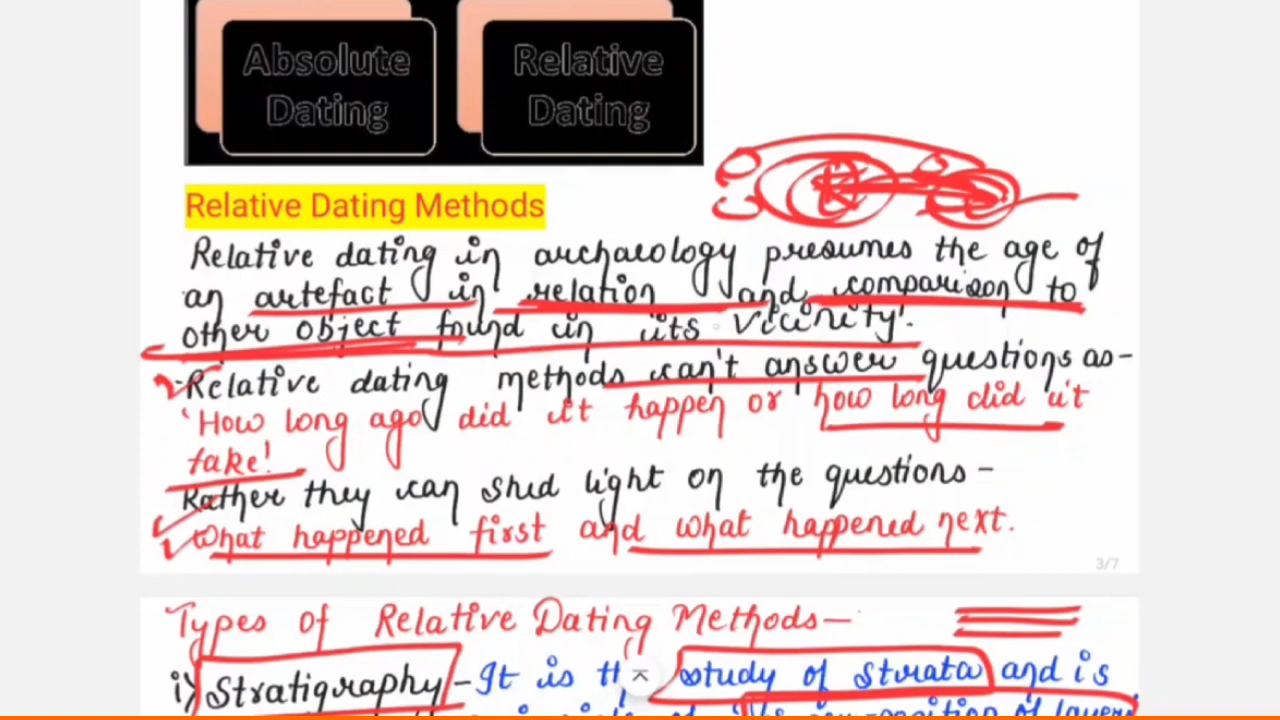 Absolute Dating
Relative Dating
Relative Dating Methods
Relative dating in archaeology presumes the age of
an artefact in relation and comparison to
other object found in its vicinity.
-Relative dating methods can't answer questions as-
'How long ago did it happen or how long did it
take!
Rather they can shed light on the questions -
What happened first and what happened next.
3/7
Types of Relative Dating Methods-
i) Stratigraphy - It is study of strata and is
of layers